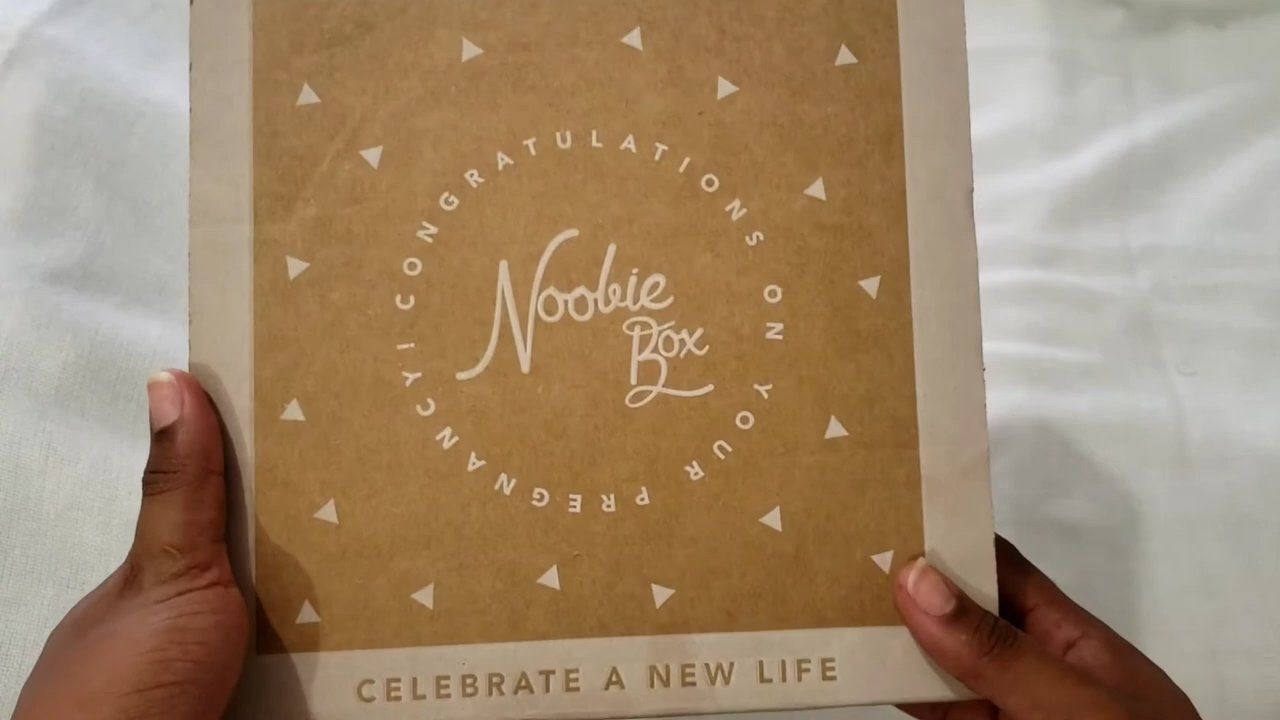 CONGRATULATIONS ON YOUR PREGNANCY!
Noobie
Box
CELEBRATE A NEW LIFE